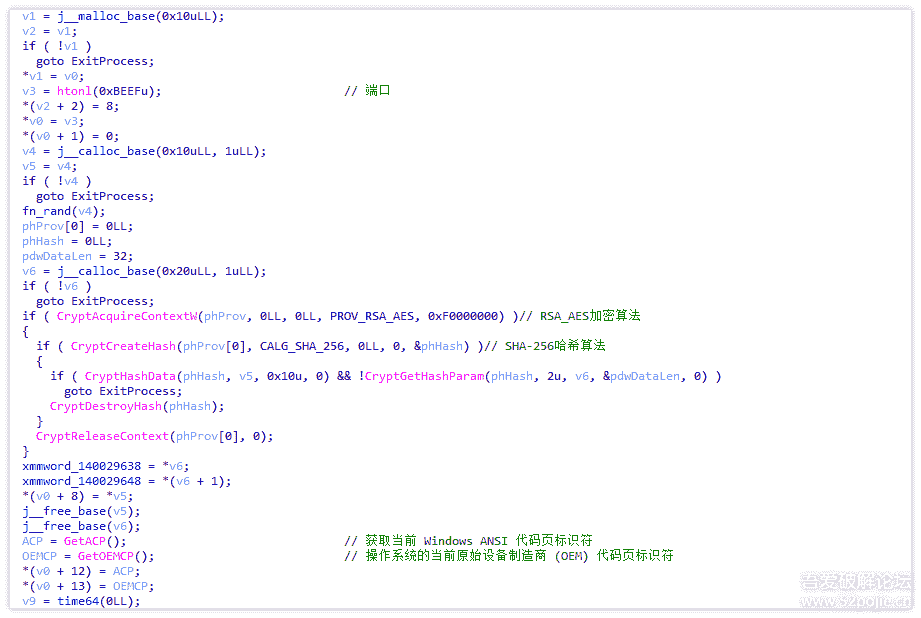 v1 = j__malloc_base(0x10uLL);
v2 = v1;
if ( !v1 )
goto ExitProcess;
*v1 = v0;
v3 = htonl(0xBEEFu); // 端口
*(v2 + 2) = 8;
*v0 = v3;
*(v0 + 1) = 0;
v4 = j__calloc_base(0x10uLL, 1uLL);
v5 = v4;
if ( !v4 )
goto ExitProcess;
fn_rand(v4);
phProv[0] = 0LL;
phHash = 0LL;
pdwDataLen = 32;
v6 = j__calloc_base(0x20uLL, 1uLL);
if ( !v6 )
goto ExitProcess;
if ( CryptAcquireContextW(phProv, 0LL, 0LL, PROV_RSA_AES, 0xF0000000) )// RSA_AES加密算法
{
if ( CryptCreateHash(phProv[0], CALG_SHA_256, 0LL, 0, &phHash) )// SHA-256哈希算法
{
if ( CryptHashData(phHash, v5, 0x10u, 0) && !CryptGetHashParam(phHash, 2u, v6, &pdwDataLen, 0) )
goto ExitProcess;
CryptDestroyHash(phHash);
}
CryptReleaseContext(phProv[0], 0);
}
xmmword_140029638 = *v6;
xmmword_140029648 = *(v6 + 1);
*(v0 + 8) = *v5;
j__free_base(v5);
j__free_base(v6);
ACP = GetACP(); // 获取当前 Windows ANSI 代码页标识符
OEMCP = GetOEMCP(); // 操作系统的当前原始设备制造商 (OEM) 代码页标识符
*(v0 + 12) = ACP;
*(v0 + 13) = OEMCP;
v9 = time64(0LL);
吾爱破解论坛
www.52pojie.cn